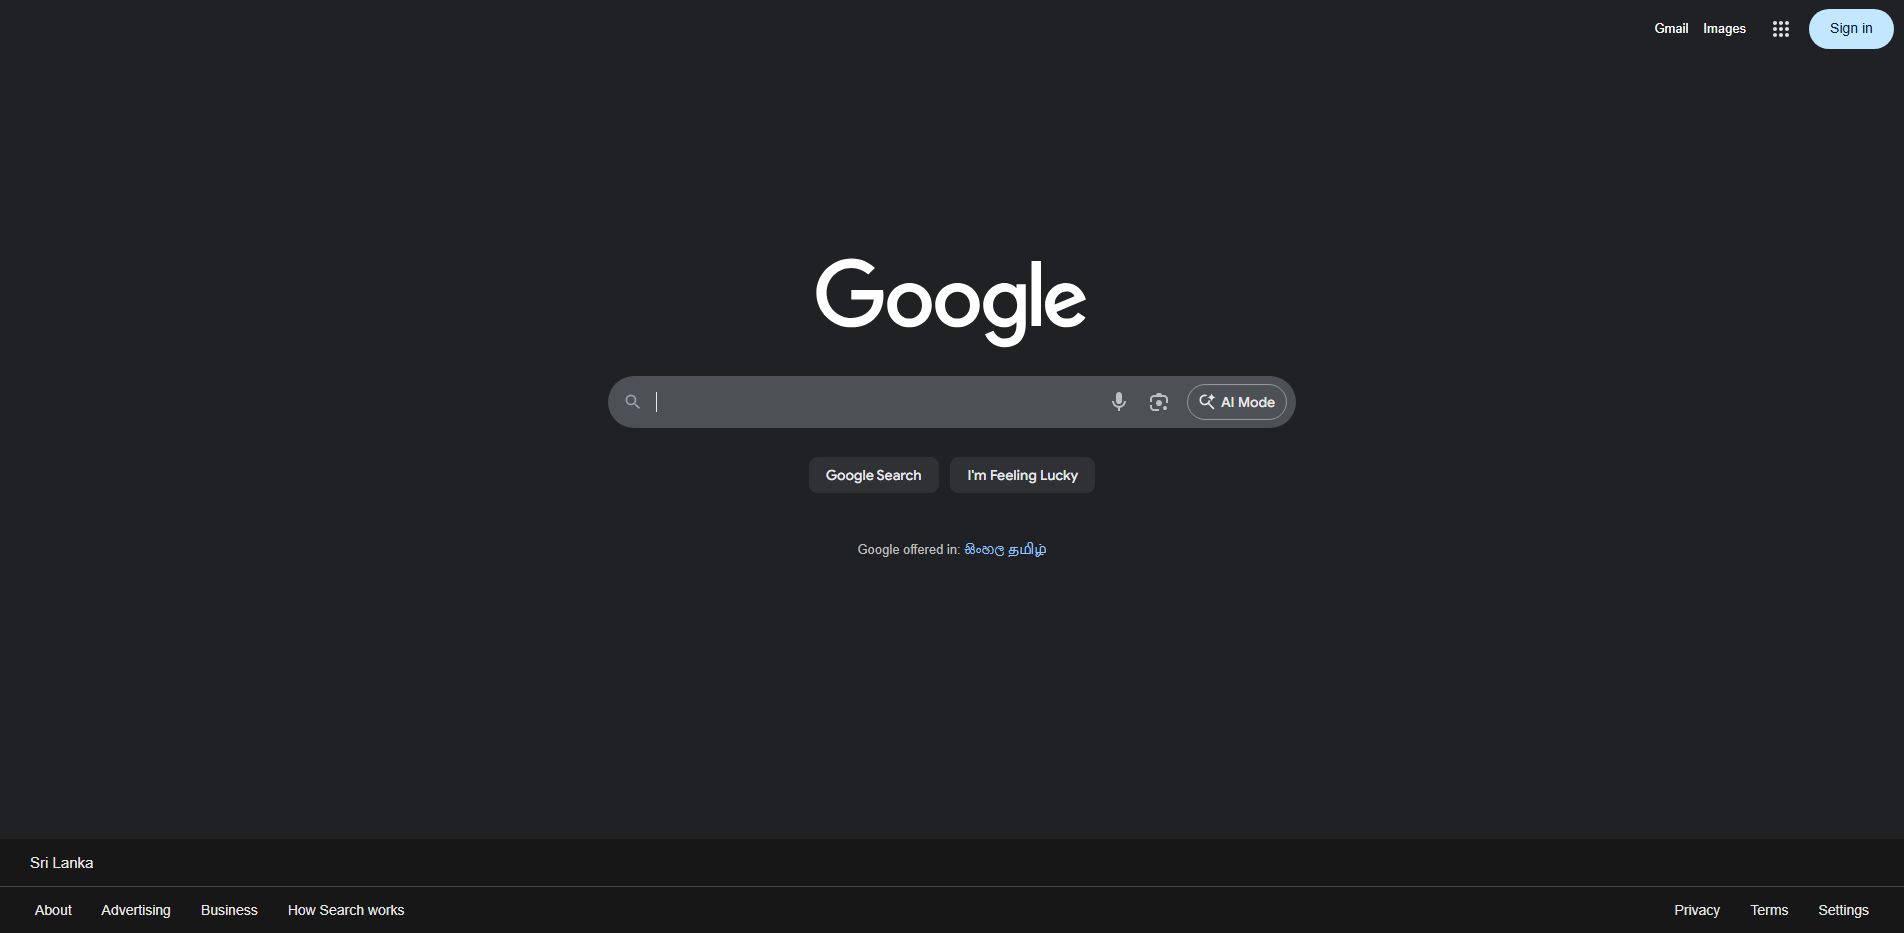 Gmail Images Sign in
Google
AI Mode
Google Search I'm Feeling Lucky
Google offered in: සිංහල தமிழ்
Sri Lanka
About Advertising Business How Search works Privacy Terms Settings